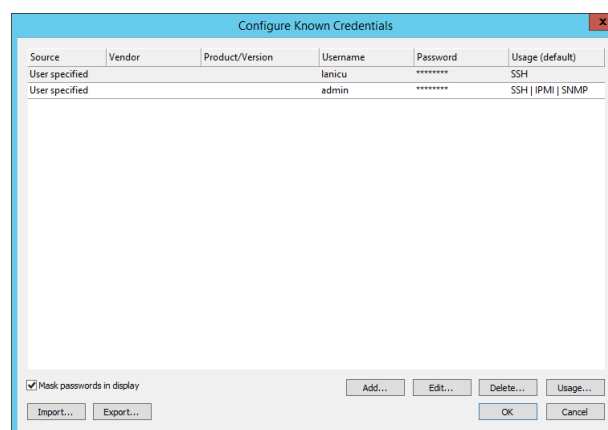 Configure Known Credentials
x
Source Vendor Product/Version Username Password Usage (default)
User specified lanicu ******** SSH
User specified admin ******** SSH | IPMI | SNMP
Mask passwords in display
Add... Edit... Delete... Usage...
Import... Export... OK Cancel